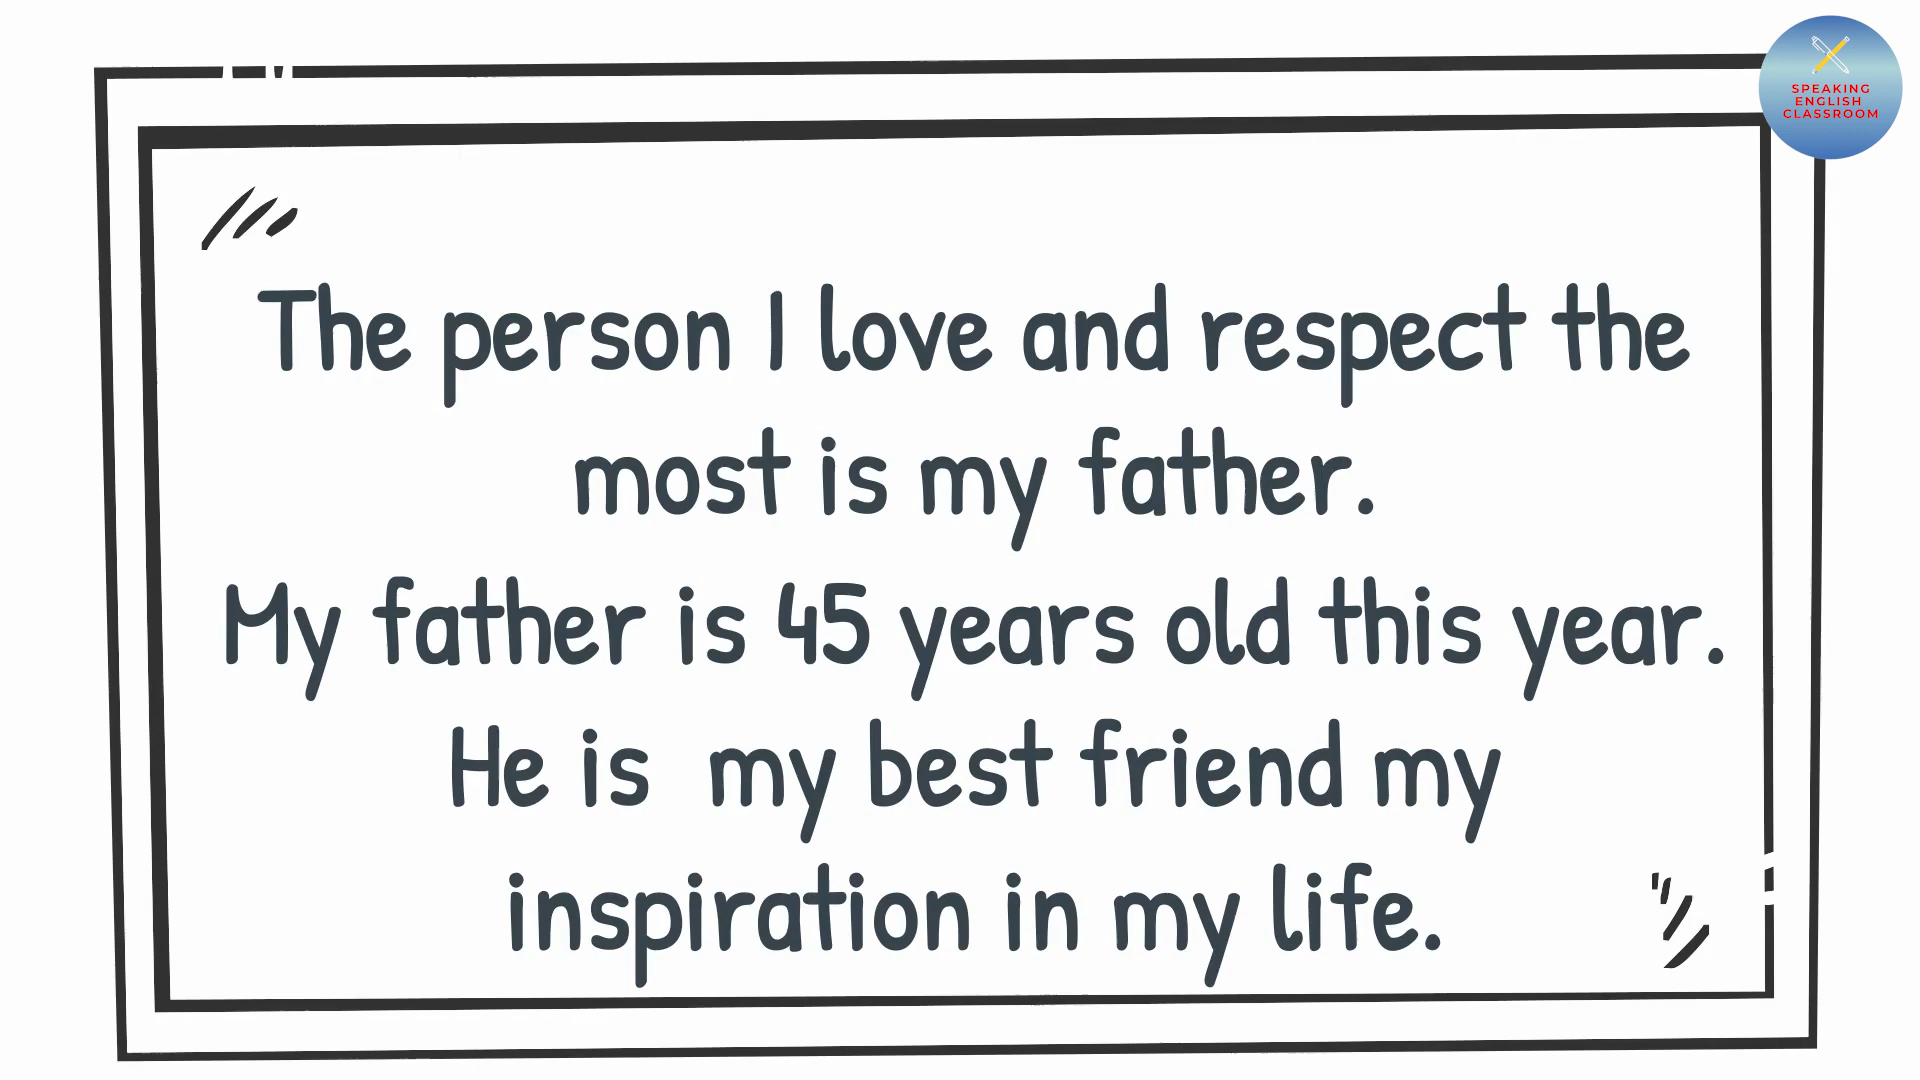 SPEAKING
ENGLISH
CLASSROOM
The person I love and respect the
most is my father.
My father is 45 years old this year.
He is  my best friend my
inspiration in my life.